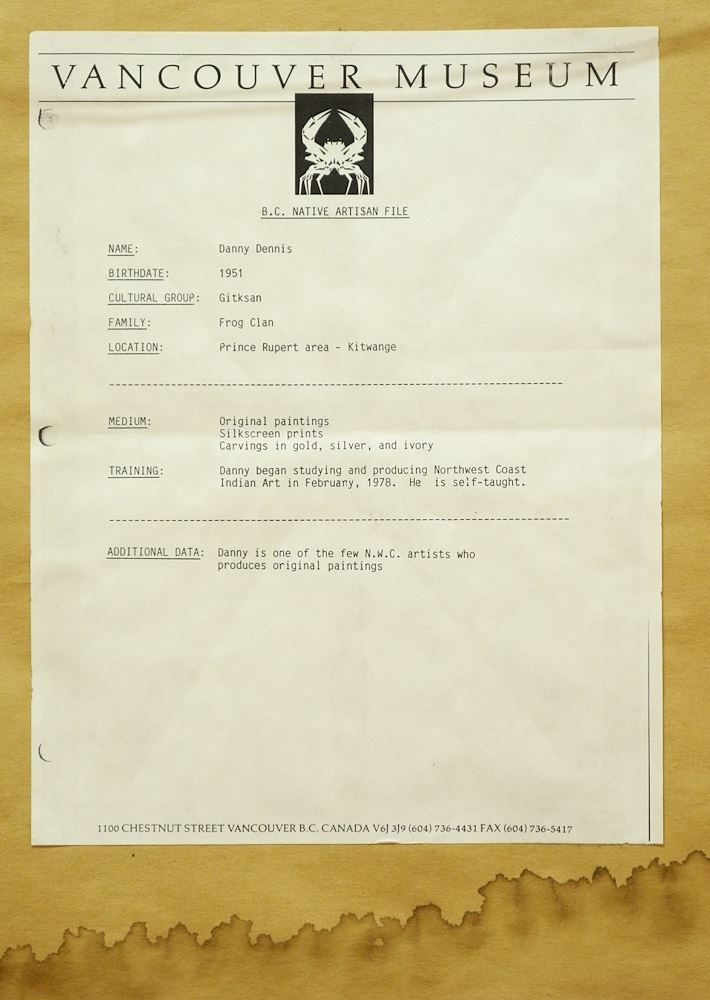 VANCOUVER MUSEUM
B.C. NATIVE ARTISAN FILE
NAME: Danny Dennis
BIRTHDATE: 1951
CULTURAL GROUP: Gitksan
FAMILY: Frog Clan
LOCATION: Prince Rupert area - Kitwange
MEDIUM: Original paintings
Silkscreen prints
Carvings in gold, silver, and ivory
TRAINING: Danny began studying and producing Northwest Coast
Indian Art in February, 1978. He is self-taught.
ADDITIONAL DATA: Danny is one of the few N.W.C. artists who
produces original paintings
1100 CHESTNUT STREET VANCOUVER B.C. CANADA V6J 3J9 (604) 736-4431 FAX (604) 736-5417